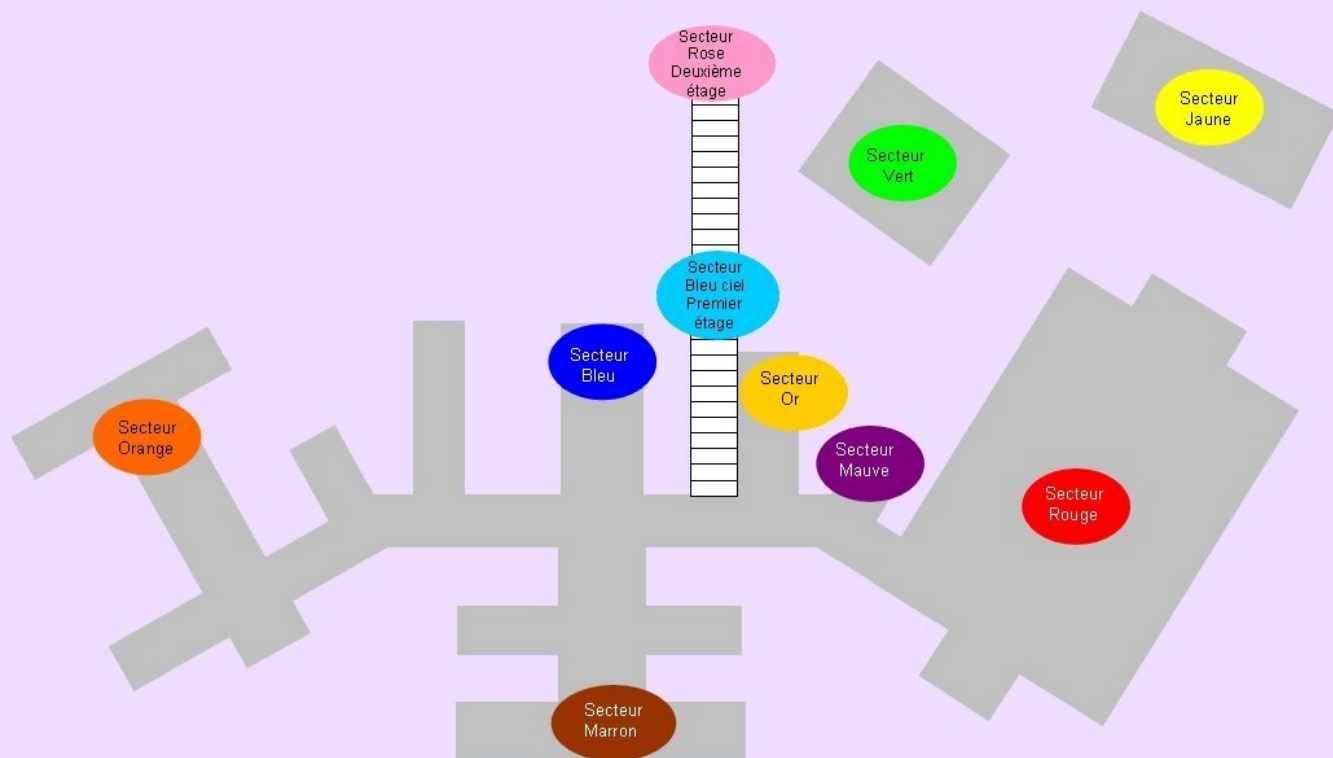 Secteur
Rose
Deuxième
étage
Secteur
Jaune
Secteur
Vert
Secteur
Bleu ciel
Premier
étage
Secteur
Bleu
Secteur
Or
Secteur
Orange
Secteur
Mauve
Secteur
Rouge
Secteur
Marron